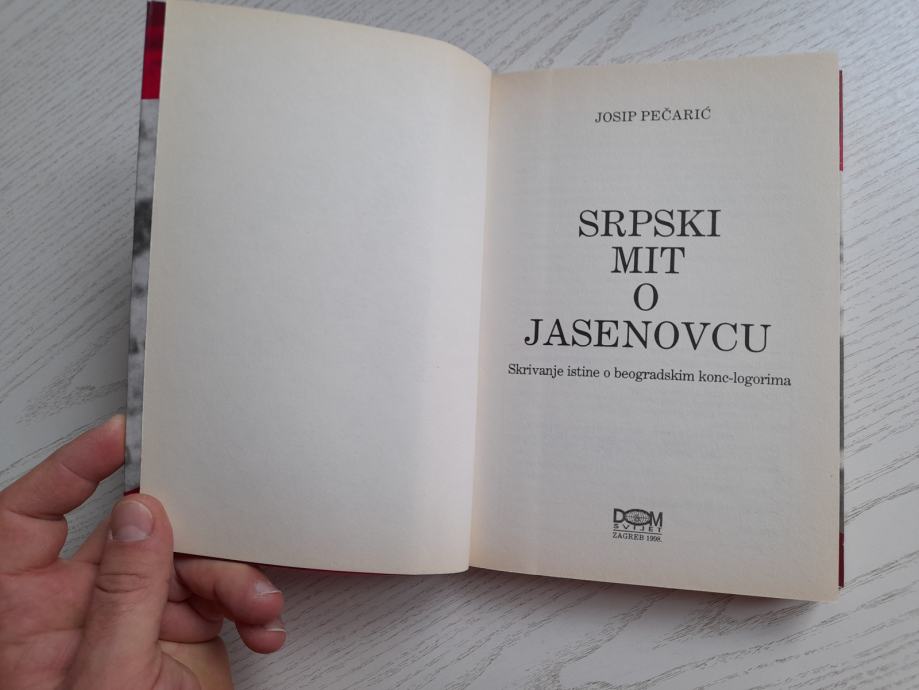 JOSIP PEČARIĆ
SRPSKI
MIT
O
JASENOVCU
Skrivanje istine o beogradskim konc-logorima
DOM
SVIJET
ZAGREB 1998.